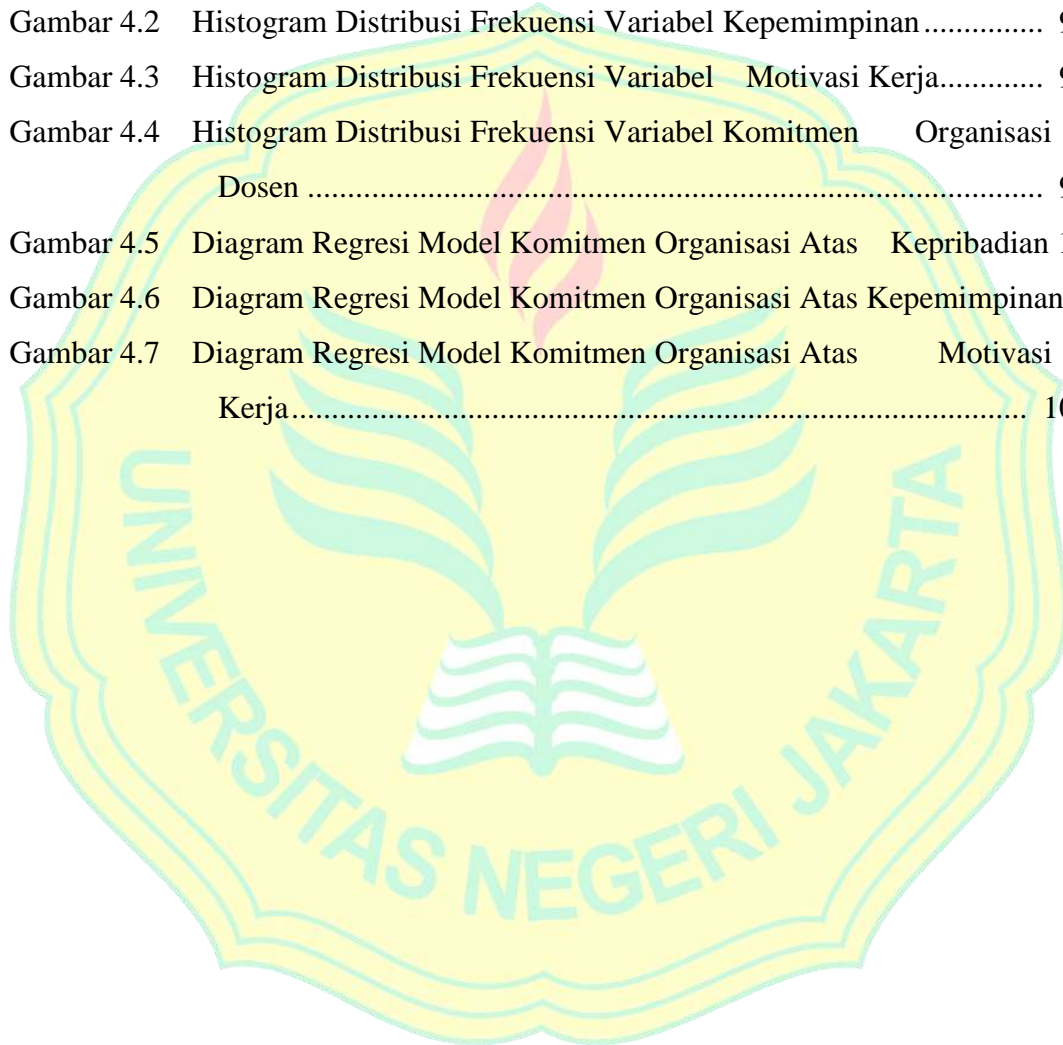 Gambar 4.2 Histogram Distribusi Frekuensi Variabel Kepemimpinan ...............
Gambar 4.3 Histogram Distribusi Frekuensi Variabel Motivasi Kerja.............
Gambar 4.4 Histogram Distribusi Frekuensi Variabel Komitmen Organisasi
Dosen ..................................................................................
Gambar 4.5 Diagram Regresi Model Komitmen Organisasi Atas Kepribadian 1
Gambar 4.6 Diagram Regresi Model Komitmen Organisasi Atas Kepemimpinan
Gambar 4.7 Diagram Regresi Model Komitmen Organisasi Atas Motivasi
Kerja.................................................................................. 10
UNIVERSITAS NEGERI JAKARTA